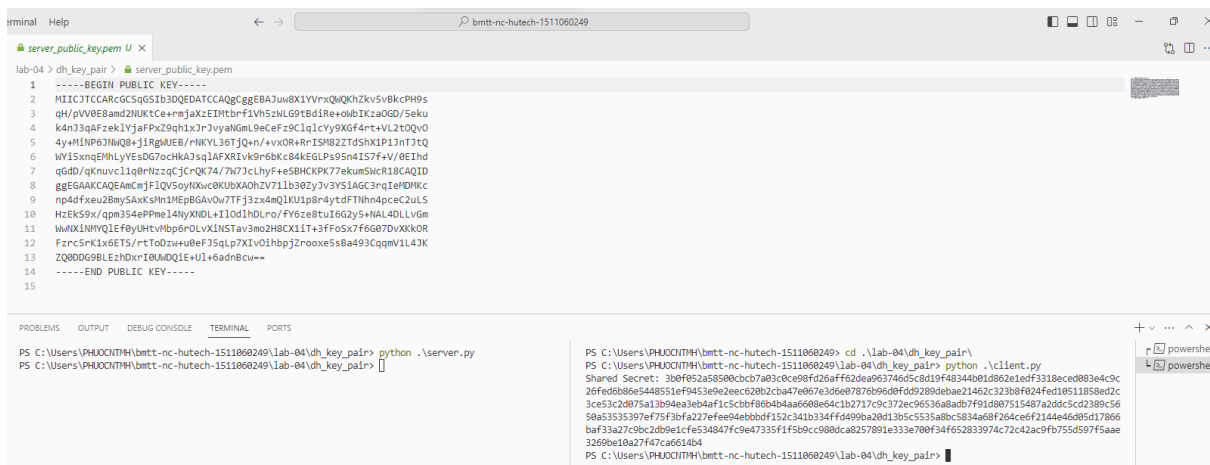 erminal Help
bmtt-nc-hutech-1511060249
server_public_key.pem U
lab-04 > dh_key_pair > server_public_key.pem
1 -----BEGIN PUBLIC KEY-----
2 MIICJTCCARcGCSqGSIb3DQEDATCCAQgCggEBAJuw8X1YVrxQWQKhZkv5vBkcPH9s
3 qH/pVV0E8amd2NUKtCe+rmjaXzEIMtbrf1Vh5zWLG9tBdiRe+oWbIKzaOGD/5eku
4 k4nJ3qAFzeklYjaFPxZ9qh1xJrJvyaNGmL9eCeFz9ClqlcYy9XGf4rt+VL2tOQvO
5 4y+MiNP6JNWQ8+jiRgWUEB/rNKYL36TjQ+n/+vxOR+RrISM82ZTdShX1P1JnTJtQ
6 WYi5xnqEMhLyYEsDG7ocHkAJsqlAFXRIvk9r6bKc84kEGLPs95n4IS7f+V/0EIhd
7 qGdD/qKnuvcl1q0rNzzqCjCrQK74/7W7JcLhyF+eSBHCKPK77ekumSWcR18CAQID
8 ggEGAAKCAQEAmCmjFlQV5oyNXwc0KUbXAOhZV71lb30ZyJv3YSiAGC3rqIeMDMKc
9 np4dfxeu2BmySAxKsMn1MEpBGAvOw7TFj3zx4mQlKU1p8r4ytdFTNhn4pceC2uLS
10 HzEkS9x/qpm354ePPmel4NyXNDL+IlOdlhDLro/fY6ze8tuI6G2y5+NAL4DLLvGm
11 WwNXiNMYQlEf0yUHtvMbp6rOLvXiNSTav3mo2H8CX1iT+3fFoSx7f6G07DvXKkOR
12 Fzrc5rK1x6ETS/rtToDzw+u0eFJ5qLp7XIvOihbpjZrooxe5sBa493CqqmV1L4JK
13 ZQ0DDG9BLEzhDxrI0UWDQiE+Ul+6adnBcw==
14 -----END PUBLIC KEY-----
15
PROBLEMS OUTPUT DEBUG CONSOLE TERMINAL PORTS
PS C:\Users\PHUOCNTMH\bmtt-nc-hutech-1511060249\lab-04\dh_key_pair> python .\server.py
PS C:\Users\PHUOCNTMH\bmtt-nc-hutech-1511060249\lab-04\dh_key_pair>
PS C:\Users\PHUOCNTMH\bmtt-nc-hutech-1511060249> cd .\lab-04\dh_key_pair\
PS C:\Users\PHUOCNTMH\bmtt-nc-hutech-1511060249\lab-04\dh_key_pair> python .\client.py
Shared Secret: 3b0f052a58500cbcb7a03c0ce98fd26aff62dea963746d5c8d19f48344b01d862e1edf3318eced083e4c9c
26fed6b86e5448551ef9453e9e2eec620b2cba47e067e3d6e07876b96d0fdd9289debae21462c323b8f024fed10511858ed2c
3ce53c2d075a13b94ea3eb4af1c5cbbf86b4b4aa6608e64c1b2717c9c372ec96536a8adb7f91d807515487a2ddc5cd2389c56
50a53535397ef75f3bfa227efee94ebbbdf152c341b334ffd499ba20d13b5c5535a8bc5834a68f264ce6f2144e46d05d17866
baf33a27c9bc2db9e1cfe534847fc9e47335f1f5b9cc980dca8257891e333e700f34f652833974c72c42ac9fb755d597f5aae
3269be10a27f47ca6614b4
PS C:\Users\PHUOCNTMH\bmtt-nc-hutech-1511060249\lab-04\dh_key_pair>
powershe
powershe